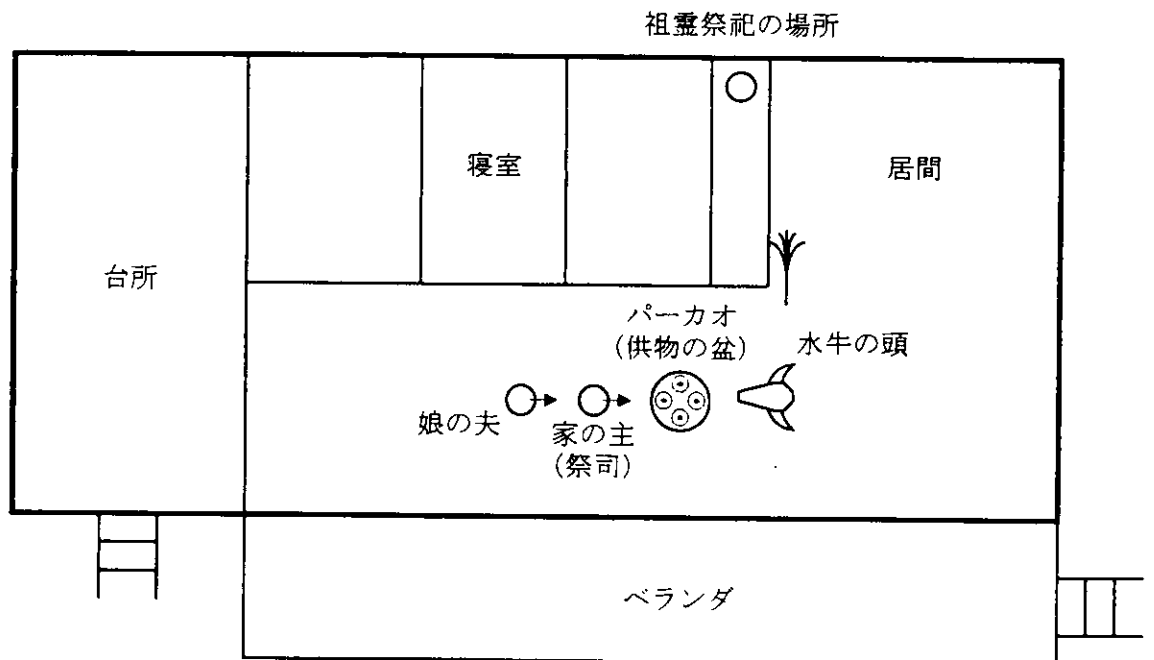 祖霊祭祀の場所
寝室
居間
台所
パーカオ
(供物の盆)
水牛の頭
娘の夫
家の主
(祭司)
ベランダ